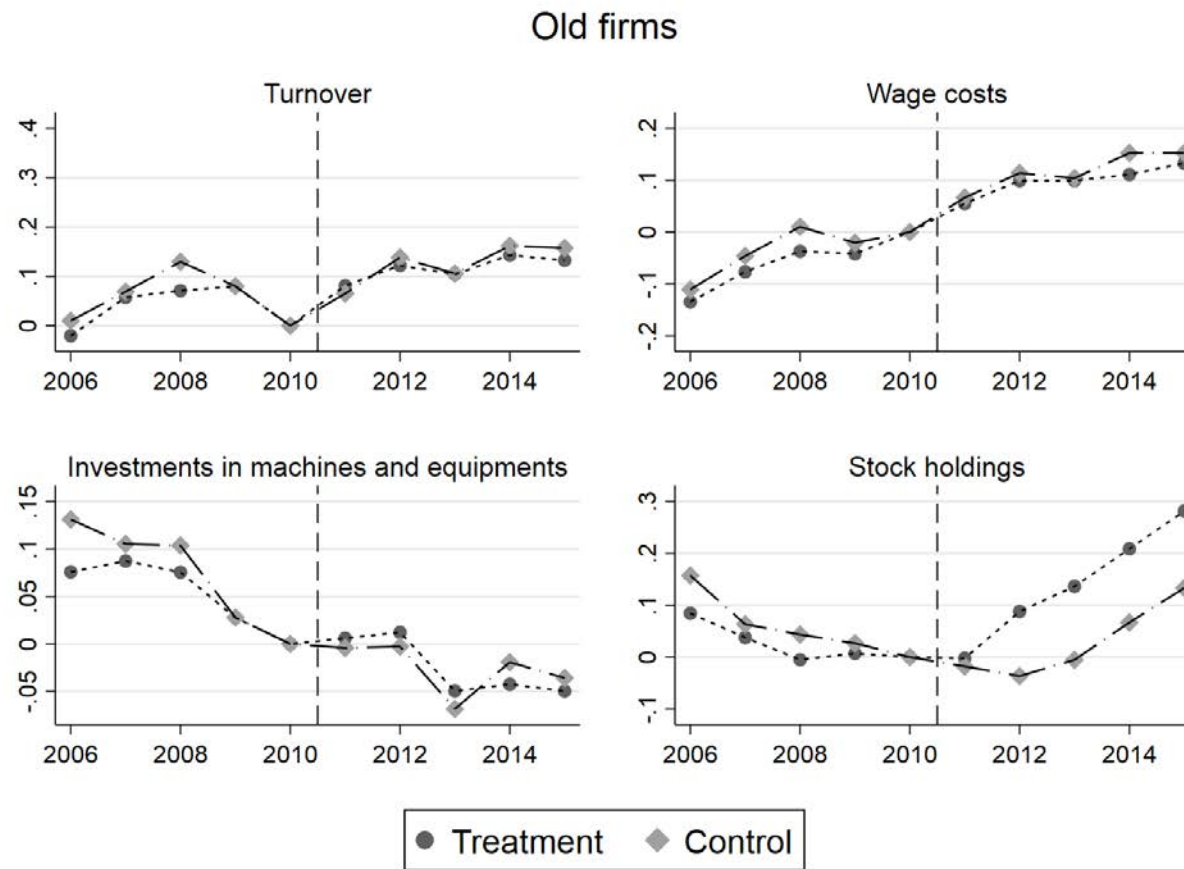 Old firms
Turnover
.4
.3
.2
.1
0
2006 2008 2010 2012 2014
Wage costs
.2
.1
0
-.1
-.2
2006 2008 2010 2012 2014
Investments in machines and equipments
.15
.1
.05
0
-.05
2006 2008 2010 2012 2014
Stock holdings
.3
.2
.1
0
-.1
2006 2008 2010 2012 2014
Treatment Control